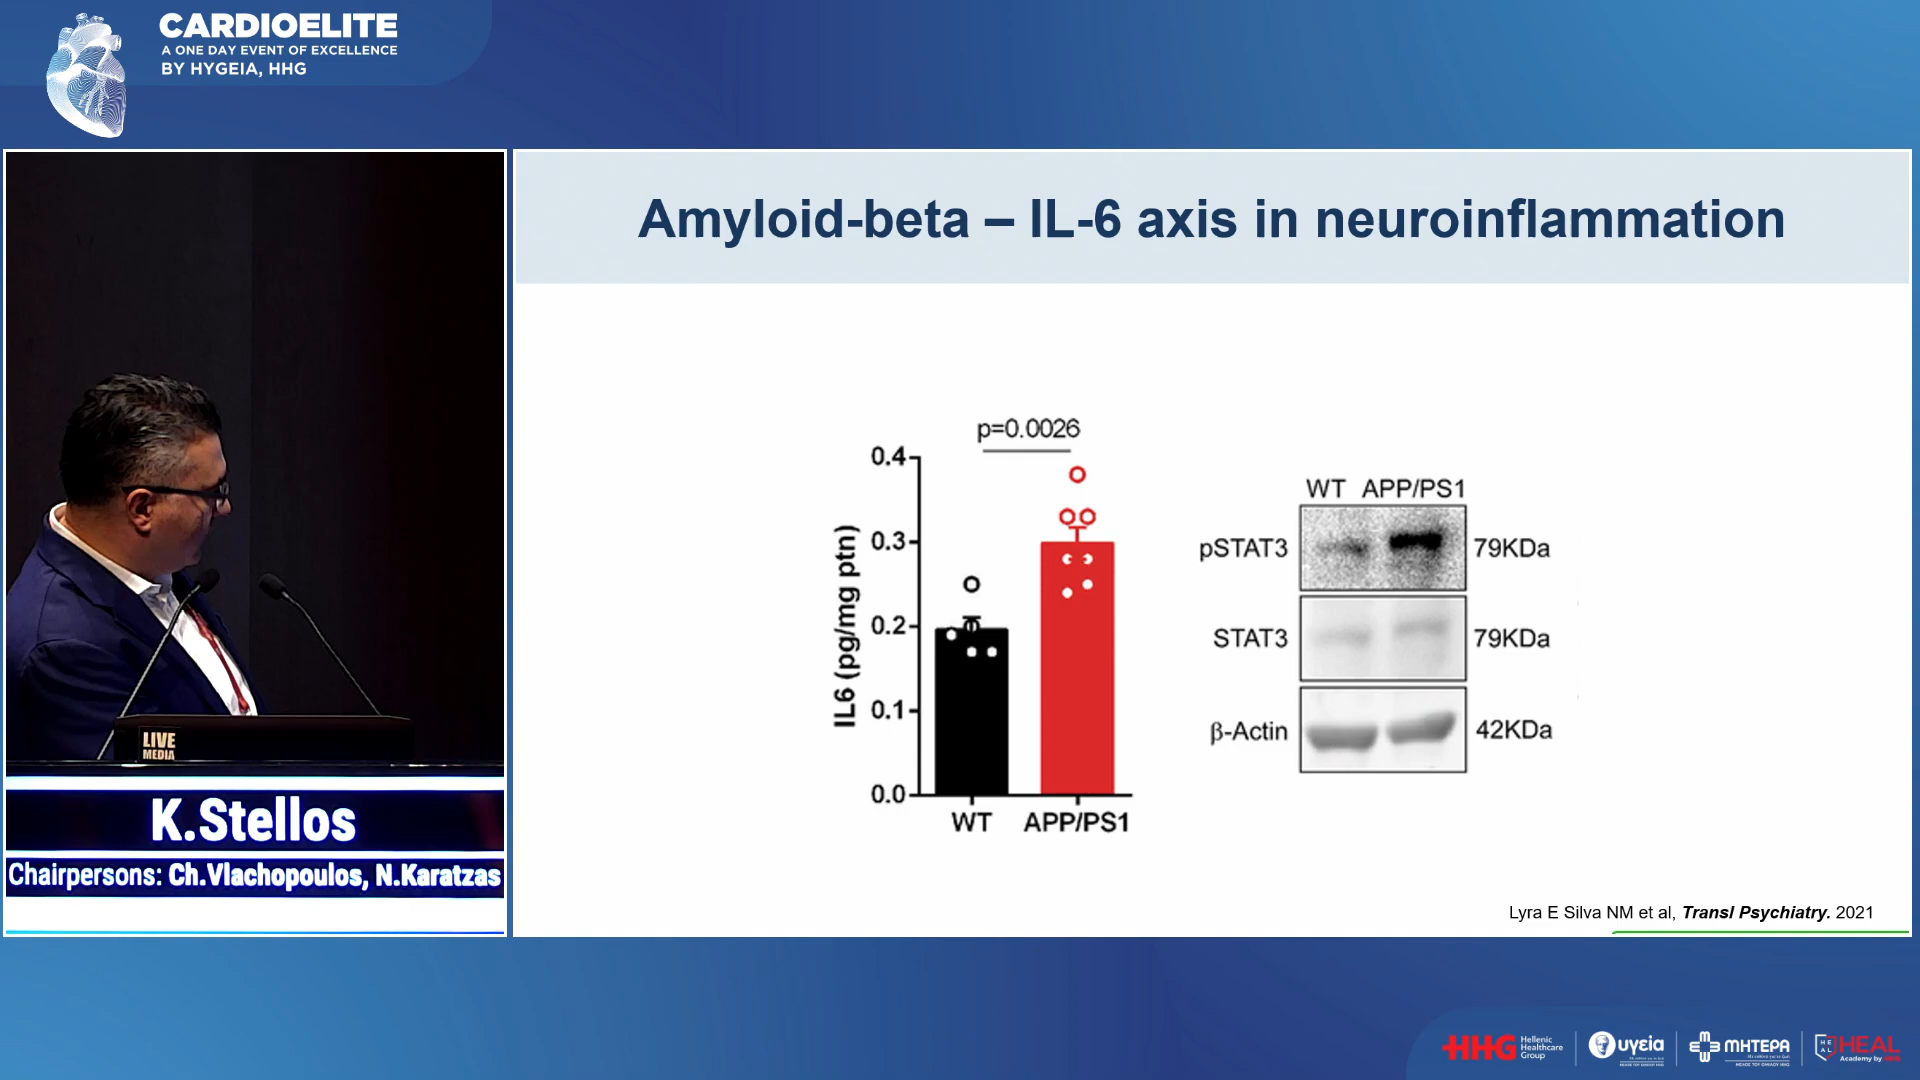 CARDIOELITE
A ONE DAY EVENT OF EXCELLENCE
BY HYGEIA, HHG
Amyloid-beta – IL-6 axis in neuroinflammation
p=0.0026
0.4
0.3
0.2
0.1
0.0
IL6 (pg/mg ptn)
WT
APP/PS1
WT APP/PS1
pSTAT3
79KDa
STAT3
79KDa
β-Actin
42KDa
Lyra E Silva NM et al, Transl Psychiatry. 2021
LIVE
MEDIA
K.Stellos
Chairpersons: Ch.Vlachopoulos, N.Karatzas
HHG
Hellenic
Healthcare
Group
υγεία
ΜΗΤΕΡΑ
HEAL
Academy by